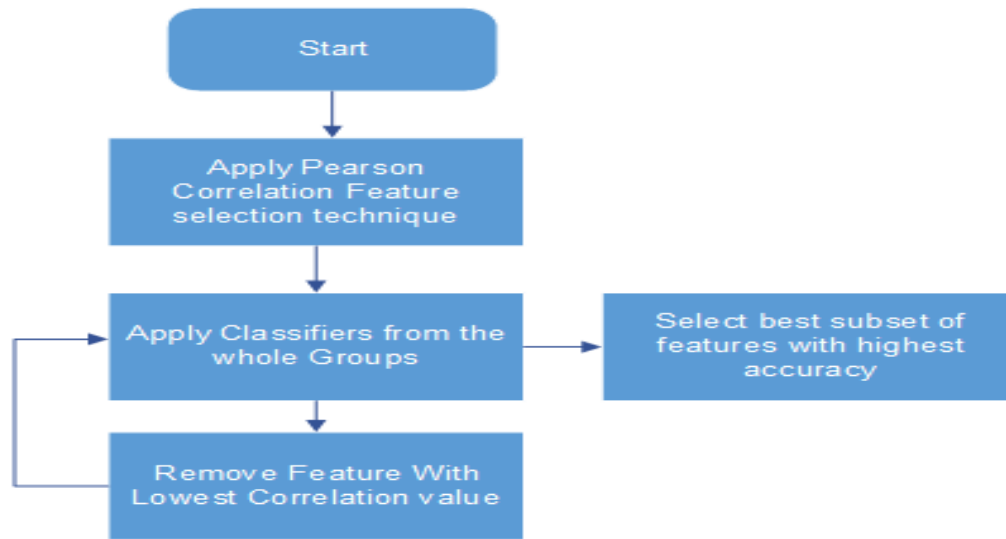 Start
Apply Pearson
Correlation Feature
selection technique
Apply Classifiers from the
whole Groups
Select best subset of
features with highest
accuracy
Remove Feature With
Lowest Correlation value